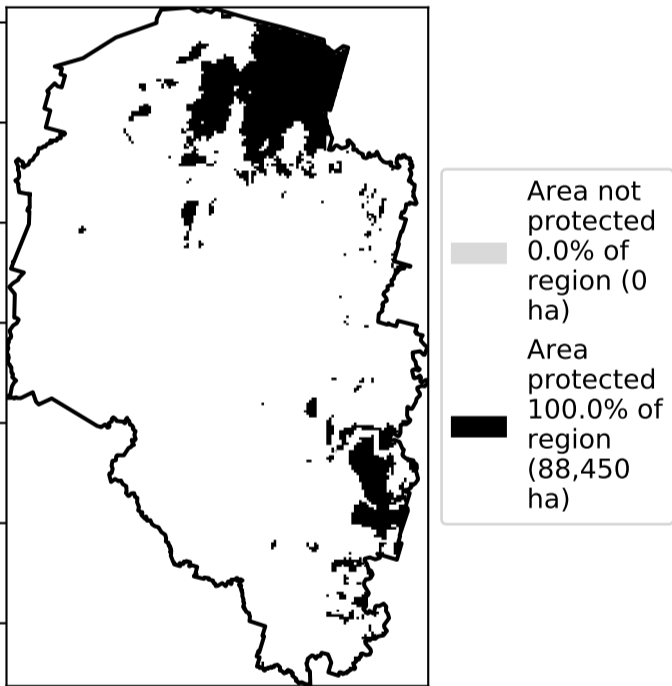 Area not
protected
0.0% of
region (0
ha)
Area
protected
100.0% of
region
(88,450
ha)